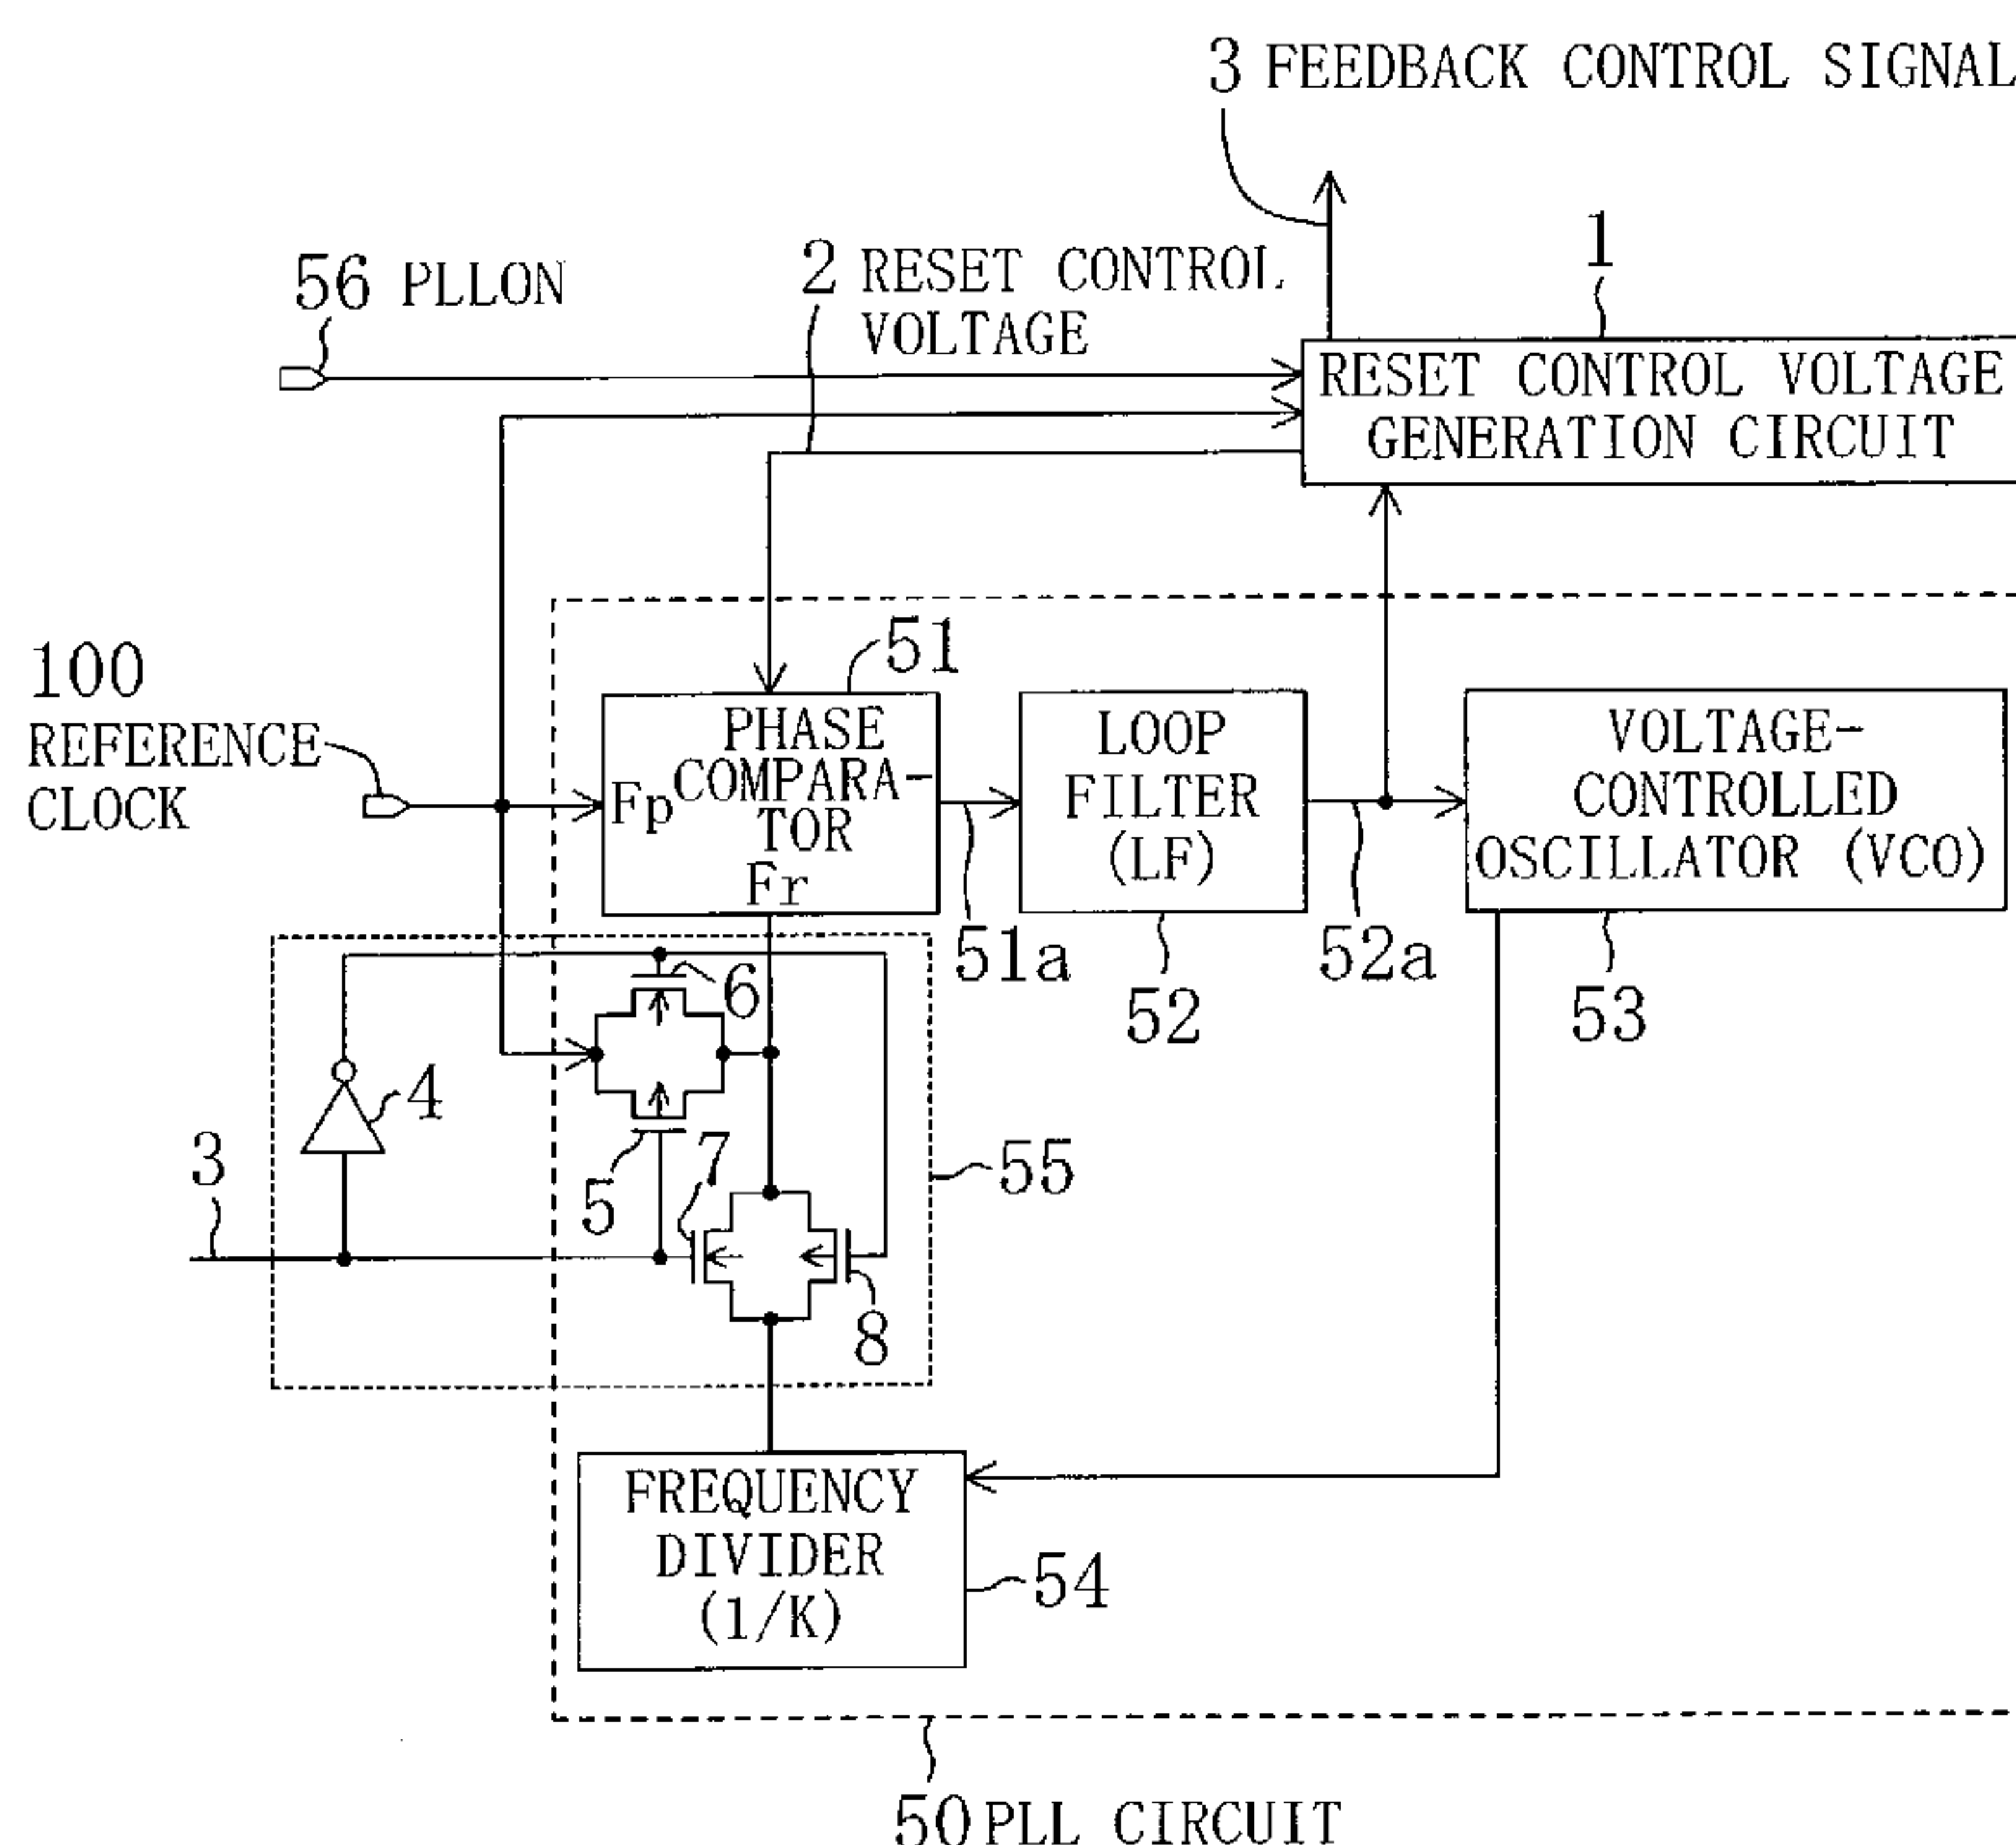 3 FEEDBACK CONTROL SIGNAL
1
2 RESET CONTROL
VOLTAGE
56 PLLON
RESET CONTROL VOLTAGE
GENERATION CIRCUIT
100
REFERENCE
CLOCK
51
PHASE
COMPARA-
TOR
Fp
Fr
LOOP
FILTER
(LF)
VOLTAGE-
CONTROLLED
OSCILLATOR (VCO)
51a
52
52a
53
6
4
3
5
7
55
8
FREQUENCY
DIVIDER
(1/K)
54
50 PLL CIRCUIT